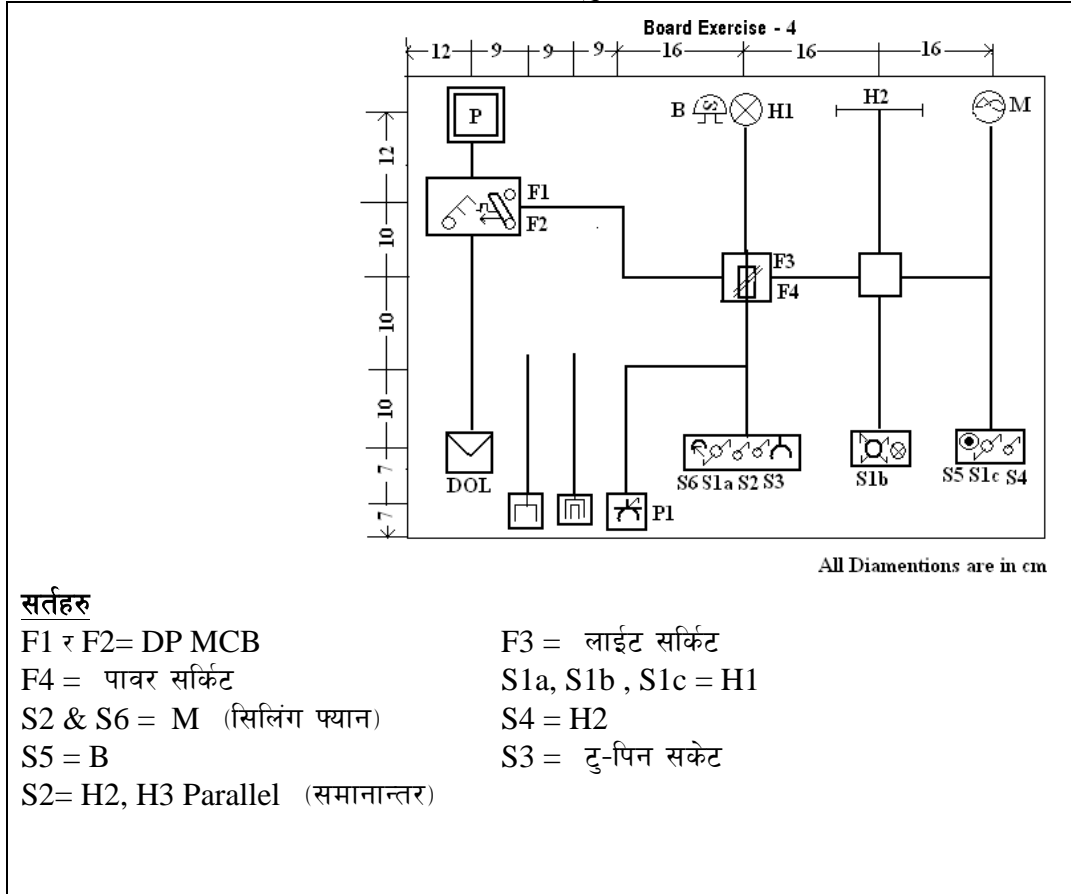 Board Exercise - 4
12 9 9 9 16 16 16
P
B H1 H2 M
12
F1
F2
10
F3
F4
10
10
7
DOL
S6 S1a S2 S3
S1b
S5 S1c S4
7
P1
All Diamentions are in cm
सर्तहरु
F1 र F2= DP MCB F3 = लाईट सर्किट
F4 = पावर सर्किट S1a, S1b , S1c = H1
S2 & S6 = M (सिलिंग फ्यान) S4 = H2
S5 = B S3 = टु-पिन सकेट
S2= H2, H3 Parallel (समानान्तर)